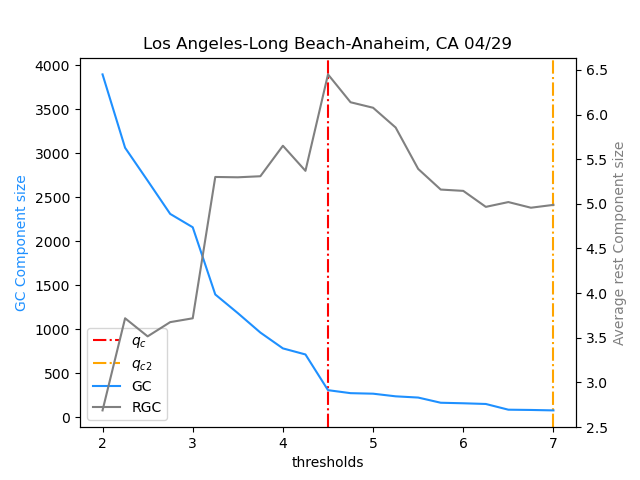 Los Angeles-Long Beach-Anaheim, CA 04/29
GC Component size
4000
3500
3000
2500
2000
1500
1000
500
0
6.5
6.0
5.5
5.0
4.5
4.0
3.5
3.0
2.5
Average rest Component size
q_c
q_{c2}
GC
RGC
2 3 4 5 6 7
thresholds